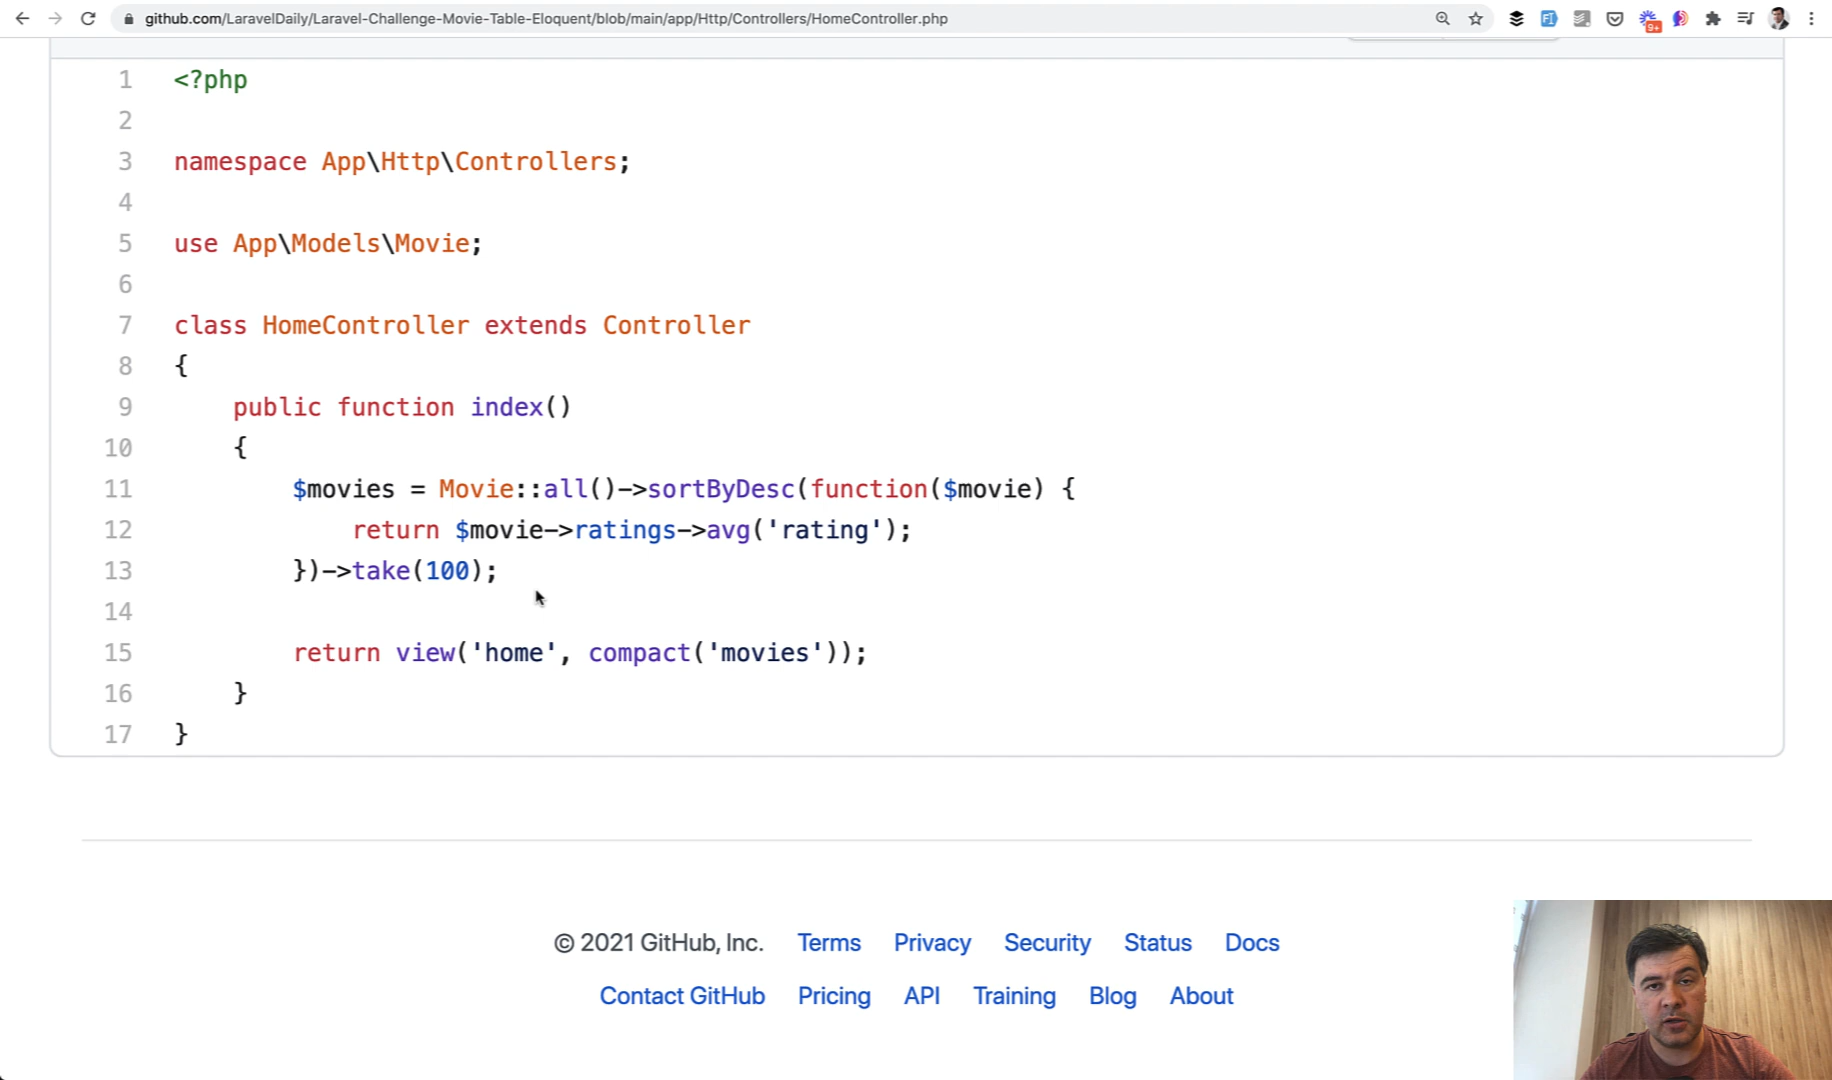 github.com/LaravelDaily/Laravel-Challenge-Movie-Table-Eloquent/blob/main/app/Http/Controllers/HomeController.php
9+
1 <?php
2
3 namespace App\Http\Controllers;
4
5 use App\Models\Movie;
6
7 class HomeController extends Controller
8 {
9 public function index()
10 {
11 $movies = Movie::all()->sortByDesc(function($movie) {
12 return $movie->ratings->avg('rating');
13 })->take(100);
14
15 return view('home', compact('movies'));
16 }
17 }
© 2021 GitHub, Inc. Terms Privacy Security Status Docs
Contact GitHub Pricing API Training Blog About